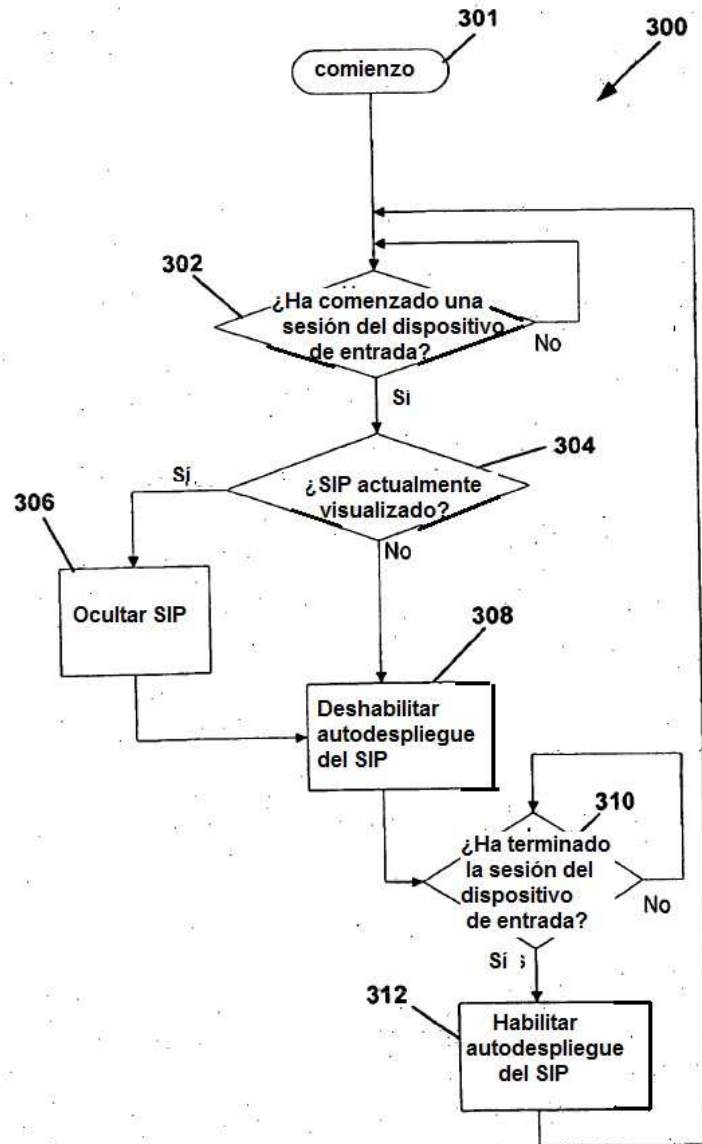 301
300
comienzo
302
¿Ha comenzado una
sesión del dispositivo
de entrada?
No
Sí
304
Sí
¿SIP actualmente
visualizado?
306
No
Ocultar SIP
308
Deshabilitar
autodespliegue
del SIP
310
¿Ha terminado
la sesión del
dispositivo
de entrada?
No
Sí s
312
Habilitar
autodespliegue
del SIP